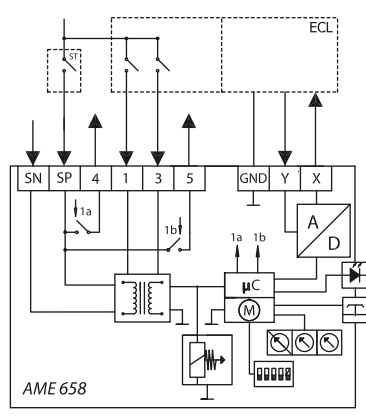 ECL
ST
SN SP 4 1 3 5 GND Y X
1a
1b
1a 1b
A
D
µC
M
AME 658